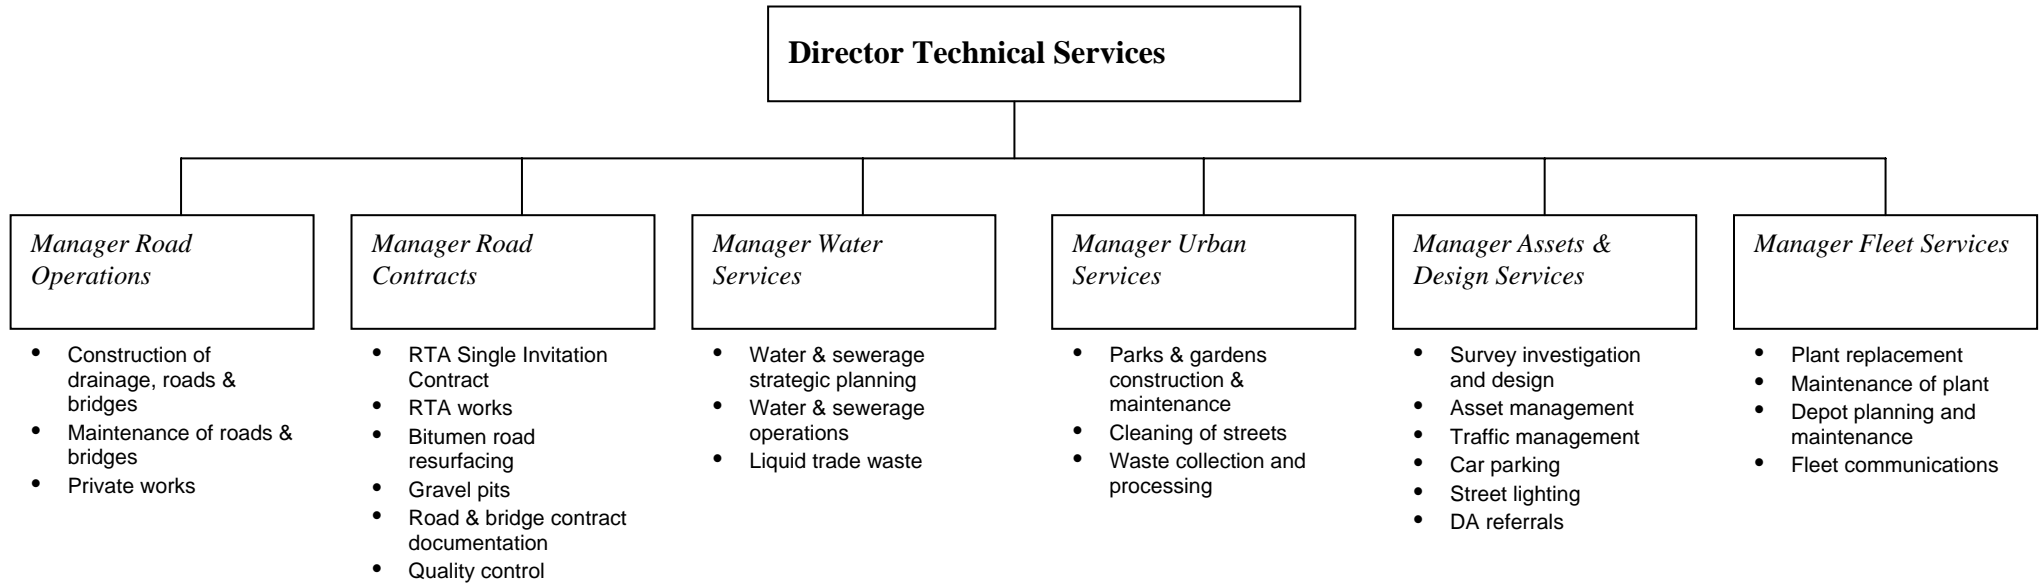 Director Technical Services
Manager Road
Operations
• Construction of
drainage, roads &
bridges
• Maintenance of roads &
bridges
• Private works
Manager Road
Contracts
• RTA Single Invitation
Contract
• RTA works
• Bitumen road
resurfacing
• Gravel pits
• Road & bridge contract
documentation
• Quality control
Manager Water
Services
• Water & sewerage
strategic planning
• Water & sewerage
operations
• Liquid trade waste
Manager Urban
Services
• Parks & gardens
construction &
maintenance
• Cleaning of streets
• Waste collection and
processing
Manager Assets &
Design Services
• Survey investigation
and design
• Asset management
• Traffic management
• Car parking
• Street lighting
• DA referrals
Manager Fleet Services
• Plant replacement
• Maintenance of plant
• Depot planning and
maintenance
• Fleet communications